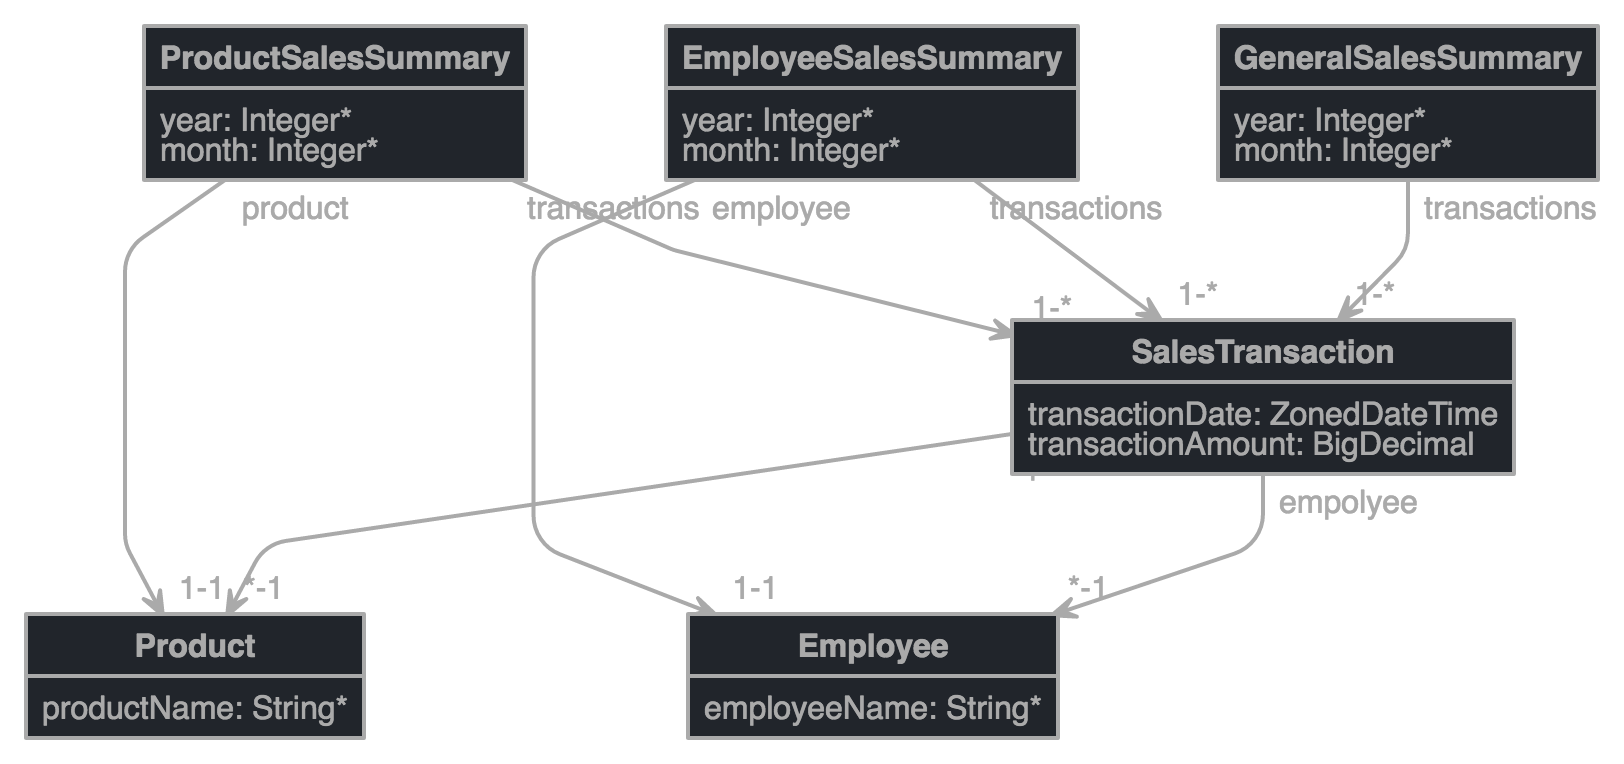 ProductSalesSummary
year: Integer*
month: Integer*
EmployeeSalesSummary
year: Integer*
month: Integer*
GeneralSalesSummary
year: Integer*
month: Integer*
product
transactions
employee
transactions
transactions
1-*
1-*
1-*
SalesTransaction
transactionDate: ZonedDateTime
transactionAmount: BigDecimal
empolyee
1-1
*-1
1-1
*-1
Product
productName: String*
Employee
employeeName: String*